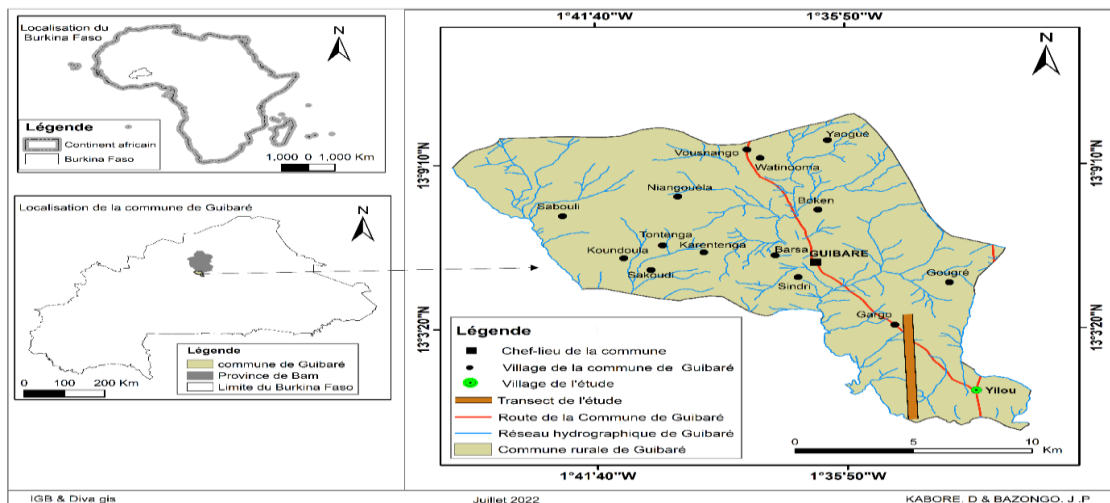 Localisation du
Burkina Faso
N
Légende
Continent africain
Burkina Faso
1,000 0 1,000 Km
Localisation de la commune de Guibaré
N
Légende
commune de Guibaré
Province de Bam
Limite du Burkina Faso
0 100 200 Km
1°41'40"W
1°35'50"W
N
13°9'10"N
13°9'10"N
13°3'20"N
13°3'20"N
Yaogué
Vousnango
Watinooma
Niangouèla
Sabouli
Boken
Tontenga
Koundoula
Karentenga
Barsa
GUIBARE
Sakoudi
Sindri
Gougré
Gargo
Yilou
Légende
Chef-lieu de la commune
Village de la commune de Guibaré
Village de l'étude
Transect de l'étude
Route de la Commune de Guibaré
Réseau hydrographique de Guibaré
Commune rurale de Guibaré
0 5 10
Km
1°41'40"W
1°35'50"W
IGB & Diva gis
Juillet 2022
KABORE. D & BAZONGO. J .P